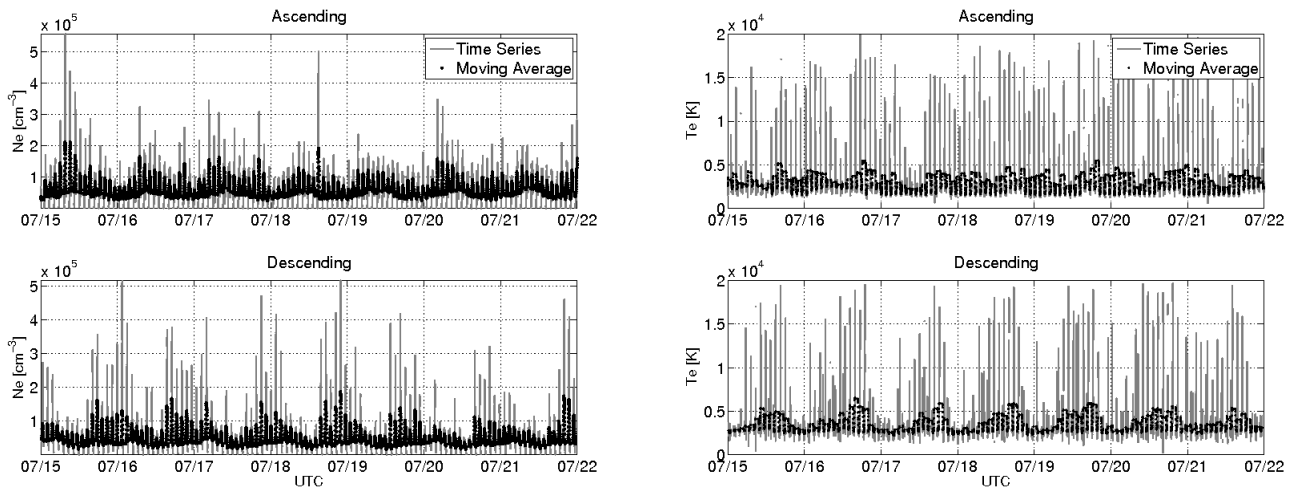 Ascending
x 10^5
5
4
3
2
1
Ne [cm^−3]
Time Series
Moving Average
07/15 07/16 07/17 07/18 07/19 07/20 07/21 07/22
Ascending
x 10^4
2
1.5
1
0.5
0
Te [K]
Time Series
Moving Average
07/15 07/16 07/17 07/18 07/19 07/20 07/21 07/22
Descending
x 10^5
5
4
3
2
1
Ne [cm^−3]
07/15 07/16 07/17 07/18 07/19 07/20 07/21 07/22
UTC
Descending
x 10^4
2
1.5
1
0.5
0
Te [K]
07/15 07/16 07/17 07/18 07/19 07/20 07/21 07/22
UTC